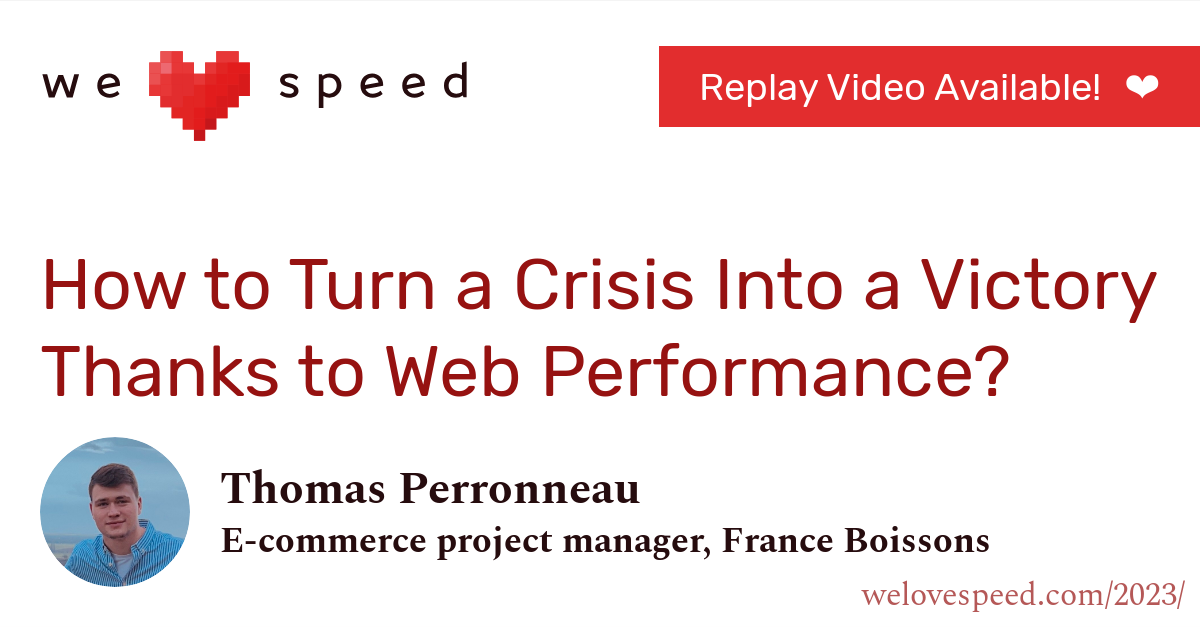 we ❤ speed
Replay Video Available! ❤
How to Turn a Crisis Into a Victory
Thanks to Web Performance?
Thomas Perronneau
E-commerce project manager, France Boissons
welovespeed.com/2023/